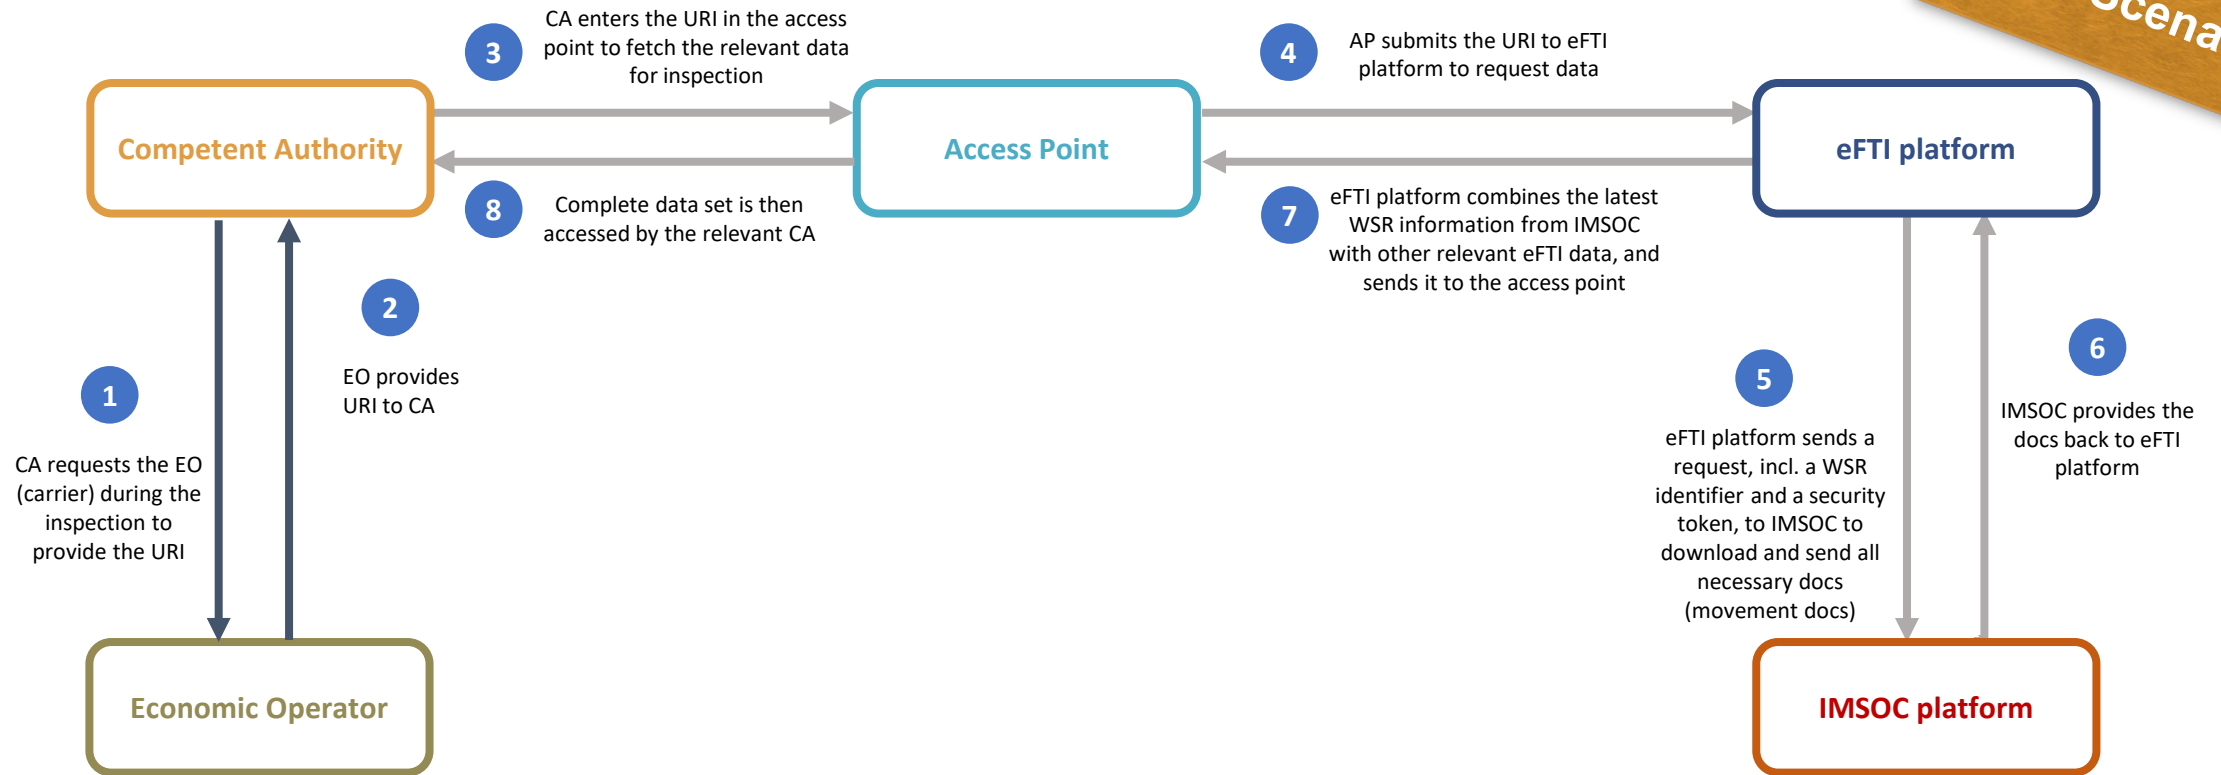 3
CA enters the URI in the access
point to fetch the relevant data
for inspection
4
AP submits the URI to eFTI
platform to request data
Competent Authority
Access Point
eFTI platform
8
Complete data set is then
accessed by the relevant CA
7
eFTI platform combines the latest
WSR information from IMSOC
with other relevant eFTI data, and
sends it to the access point
2
EO provides
URI to CA
1
CA requests the EO
(carrier) during the
inspection to
provide the URI
5
eFTI platform sends a
request, incl. a WSR
identifier and a security
token, to IMSOC to
download and send all
necessary docs
(movement docs)
6
IMSOC provides the
docs back to eFTI
platform
Economic Operator
IMSOC platform